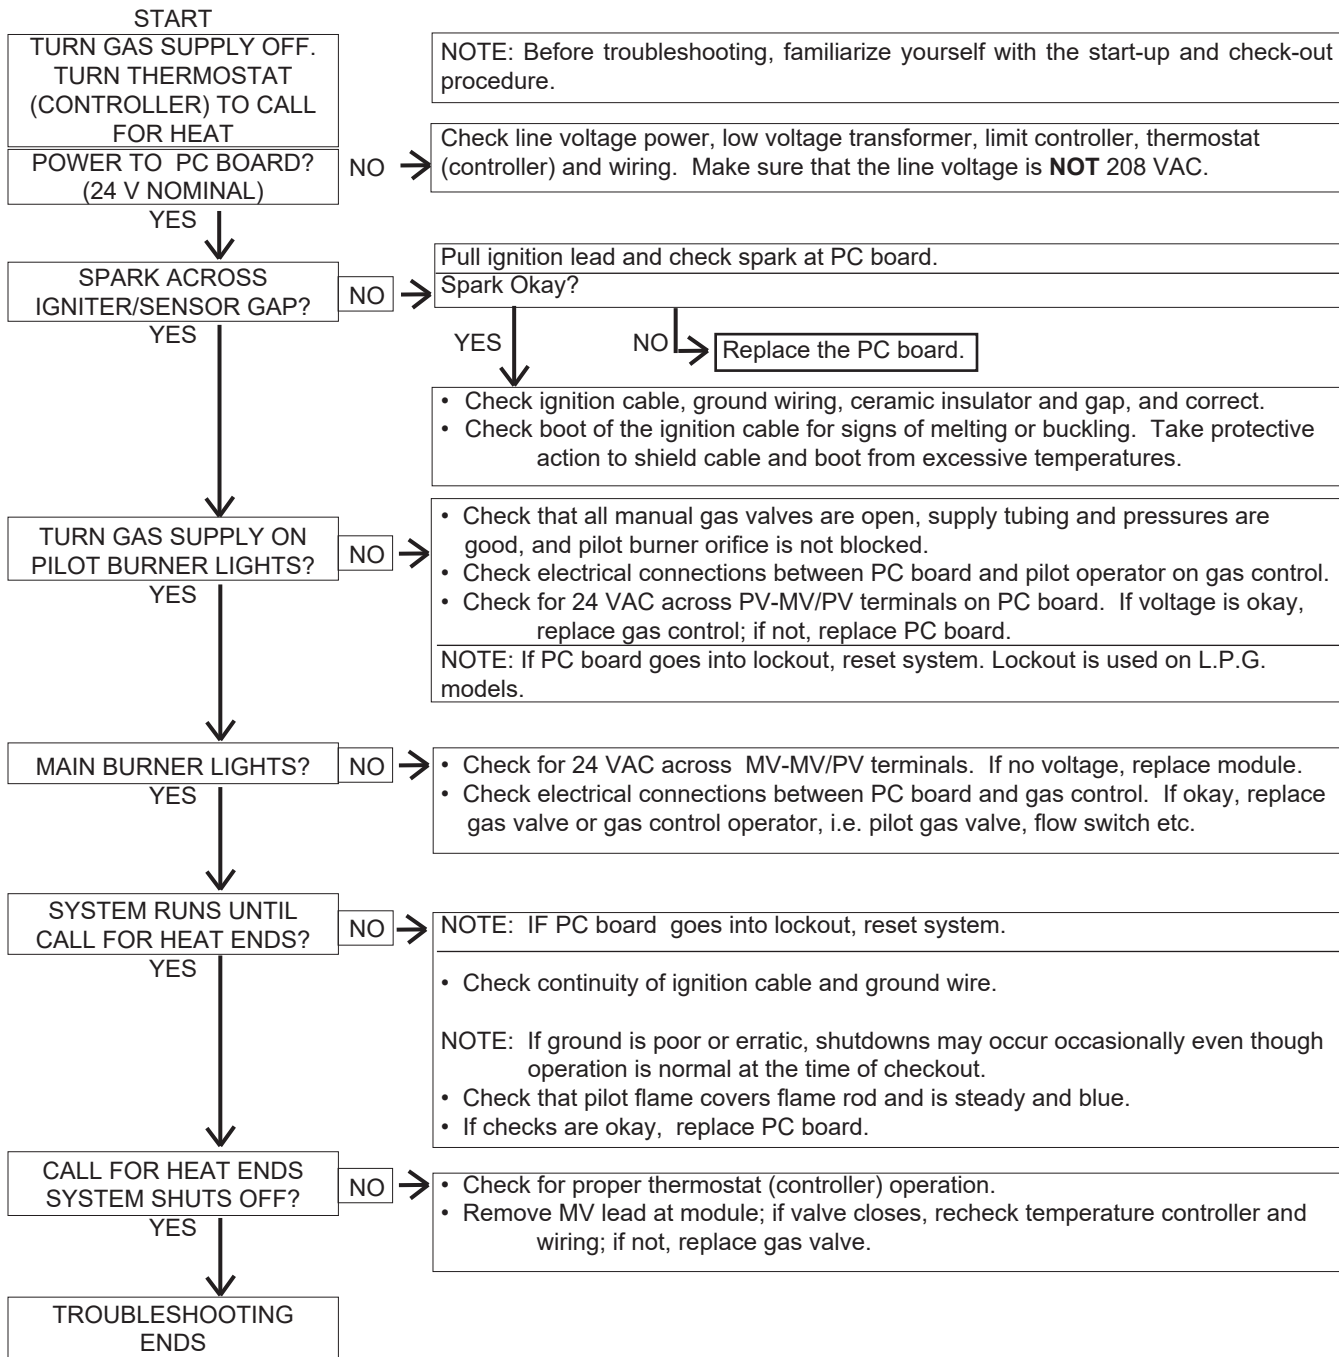 START
TURN GAS SUPPLY OFF.
TURN THERMOSTAT
(CONTROLLER) TO CALL
FOR HEAT
NOTE: Before troubleshooting, familiarize yourself with the start-up and check-out
procedure.
POWER TO PC BOARD?
(24 V NOMINAL)
NO
Check line voltage power, low voltage transformer, limit controller, thermostat
(controller) and wiring. Make sure that the line voltage is NOT 208 VAC.
YES
SPARK ACROSS
IGNITER/SENSOR GAP?
NO
Pull ignition lead and check spark at PC board.
Spark Okay?
YES
YES
NO
Replace the PC board.
• Check ignition cable, ground wiring, ceramic insulator and gap, and correct.
• Check boot of the ignition cable for signs of melting or buckling. Take protective
action to shield cable and boot from excessive temperatures.
TURN GAS SUPPLY ON
PILOT BURNER LIGHTS?
NO
• Check that all manual gas valves are open, supply tubing and pressures are
good, and pilot burner orifice is not blocked.
• Check electrical connections between PC board and pilot operator on gas control.
• Check for 24 VAC across PV-MV/PV terminals on PC board. If voltage is okay,
replace gas control; if not, replace PC board.
NOTE: If PC board goes into lockout, reset system. Lockout is used on L.P.G.
models.
YES
MAIN BURNER LIGHTS?
NO
• Check for 24 VAC across MV-MV/PV terminals. If no voltage, replace module.
• Check electrical connections between PC board and gas control. If okay, replace
gas valve or gas control operator, i.e. pilot gas valve, flow switch etc.
YES
SYSTEM RUNS UNTIL
CALL FOR HEAT ENDS?
NO
NOTE: IF PC board goes into lockout, reset system.
• Check continuity of ignition cable and ground wire.
NOTE: If ground is poor or erratic, shutdowns may occur occasionally even though
operation is normal at the time of checkout.
• Check that pilot flame covers flame rod and is steady and blue.
• If checks are okay, replace PC board.
YES
CALL FOR HEAT ENDS
SYSTEM SHUTS OFF?
NO
• Check for proper thermostat (controller) operation.
• Remove MV lead at module; if valve closes, recheck temperature controller and
wiring; if not, replace gas valve.
YES
TROUBLESHOOTING
ENDS